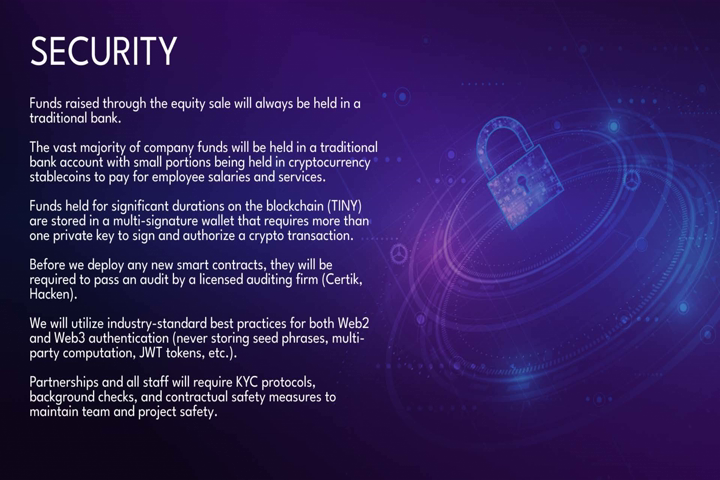 SECURITY
Funds raised through the equity sale will always be held in a
traditional bank.
The vast majority of company funds will be held in a traditional
bank account with small portions being held in cryptocurrency
stablecoins to pay for employee salaries and services.
Funds held for significant durations on the blockchain (TINY)
are stored in a multi-signature wallet that requires more than
one private key to sign and authorize a crypto transaction.
Before we deploy any new smart contracts, they will be
required to pass an audit by a licensed auditing firm (Certik,
Hacken).
We will utilize industry-standard best practices for both Web2
and Web3 authentication (never storing seed phrases, multi-
party computation, JWT tokens, etc.).
Partnerships and all staff will require KYC protocols,
background checks, and contractual safety measures to
maintain team and project safety.